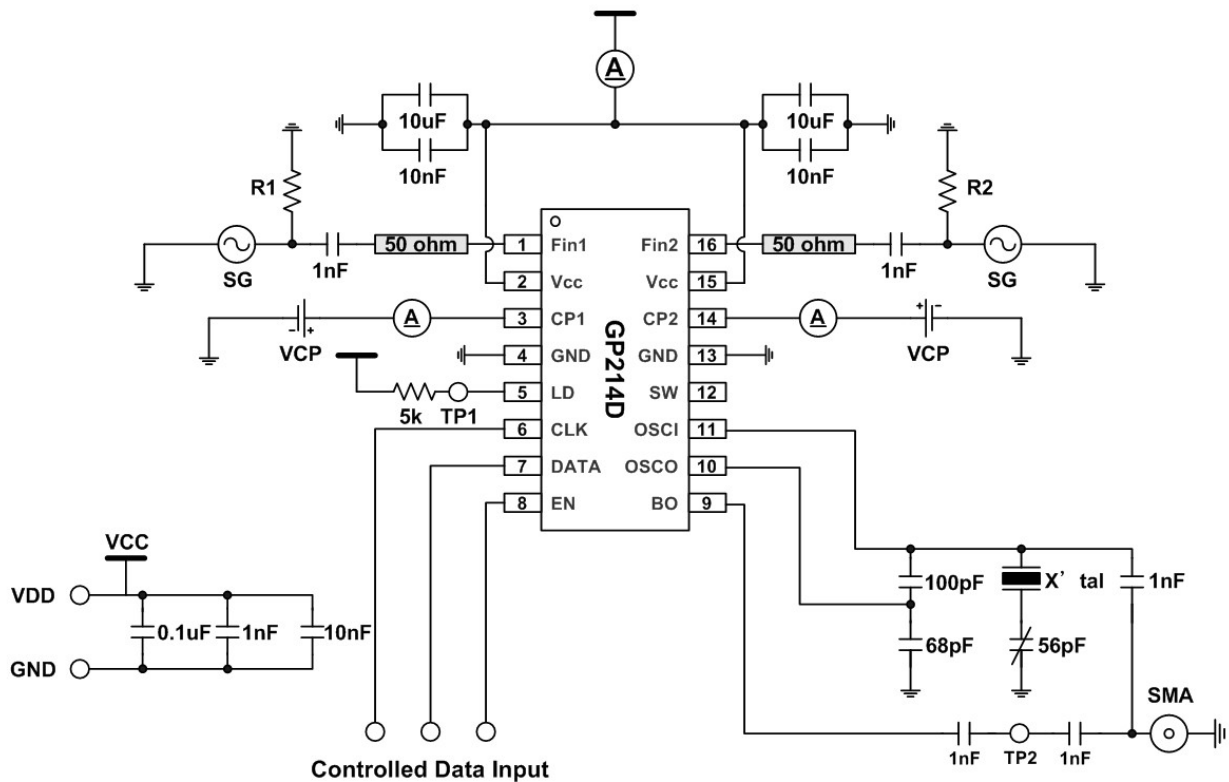 A
10uF
10nF
10uF
10nF
R1
R2
SG
1nF
50 ohm
1 Fin1
Fin2 16
50 ohm
1nF
SG
2 Vcc
Vcc 15
VCP
- +
A
3 CP1
CP2 14
A
+ -
VCP
4 GND
GND 13
GP214D
5k
TP1
5 LD
SW 12
6 CLK
OSCI 11
7 DATA
OSCO 10
8 EN
BO 9
VCC
VDD
GND
0.1uF
1nF
10nF
100pF
X' tal
1nF
68pF
56pF
SMA
1nF
TP2
1nF
Controlled Data Input